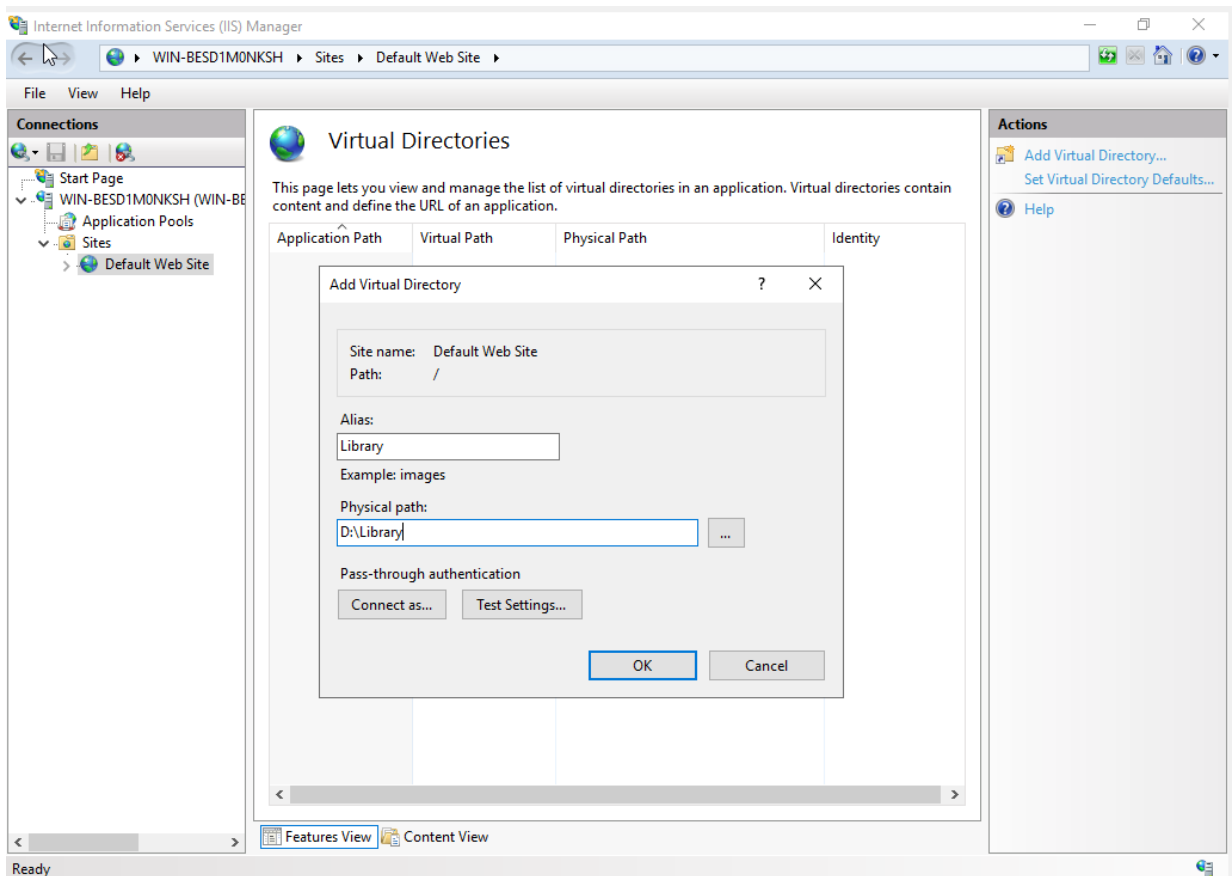 Internet Information Services (IIS) Manager
WIN-BESD1M0NKSH Sites Default Web Site
File View Help
Connections
Start Page
WIN-BESD1M0NKSH (WIN-BE
Application Pools
Sites
Default Web Site
Virtual Directories
This page lets you view and manage the list of virtual directories in an application. Virtual directories contain
content and define the URL of an application.
Application Path Virtual Path Physical Path Identity
Add Virtual Directory ?
Site name: Default Web Site
Path: /
Alias:
Library
Example: images
Physical path:
D:\Library
...
Pass-through authentication
Connect as... Test Settings...
OK Cancel
Features View Content View
Actions
Add Virtual Directory...
Set Virtual Directory Defaults...
Help
Ready